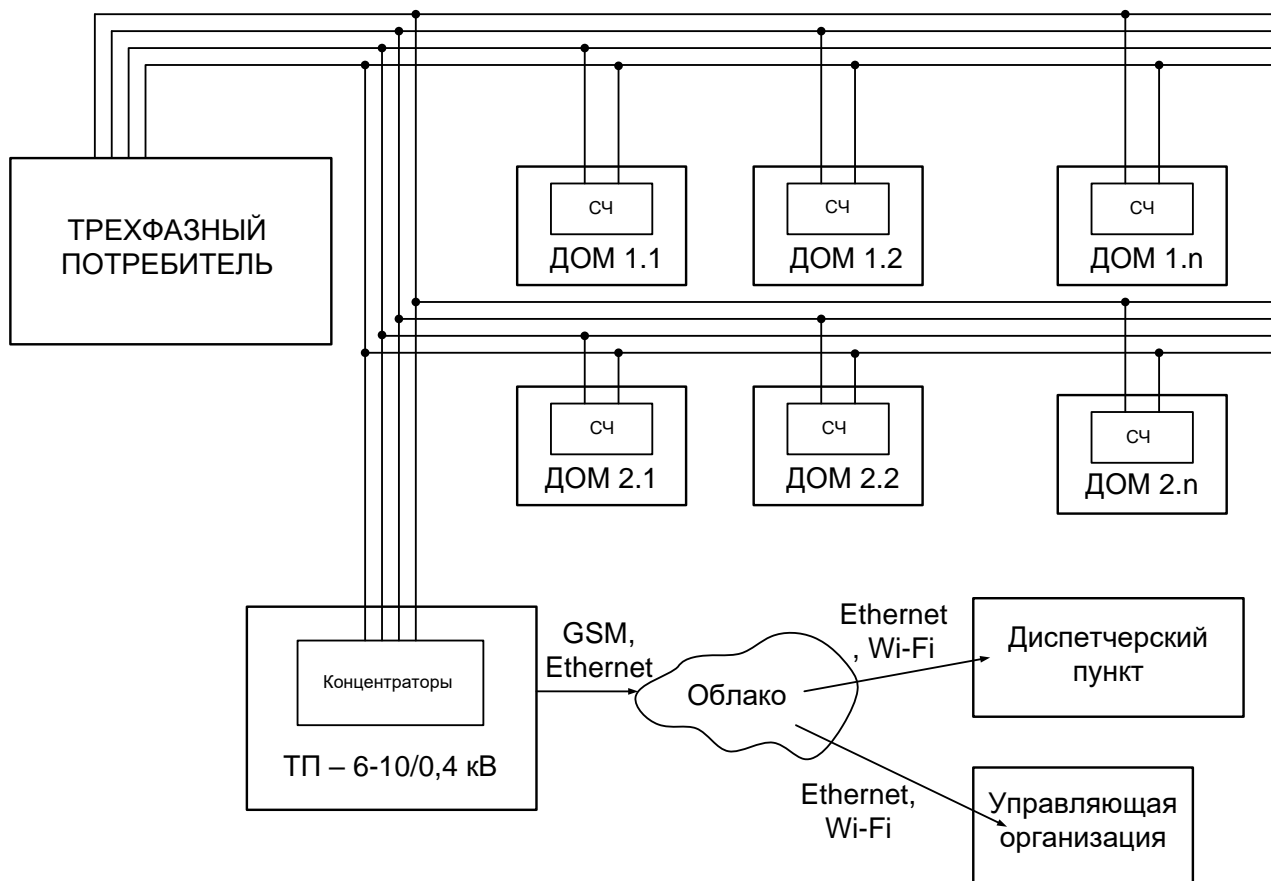 ТРЕХФАЗНЫЙ
ПОТРЕБИТЕЛЬ
СЧ
ДОМ 1.1
СЧ
ДОМ 1.2
СЧ
ДОМ 1.n
СЧ
ДОМ 2.1
СЧ
ДОМ 2.2
СЧ
ДОМ 2.n
Концентраторы
ТП – 6-10/0,4 кВ
GSM,
Ethernet
Облако
Ethernet
, Wi-Fi
Диспетчерский
пункт
Ethernet,
Wi-Fi
Управляющая
организация